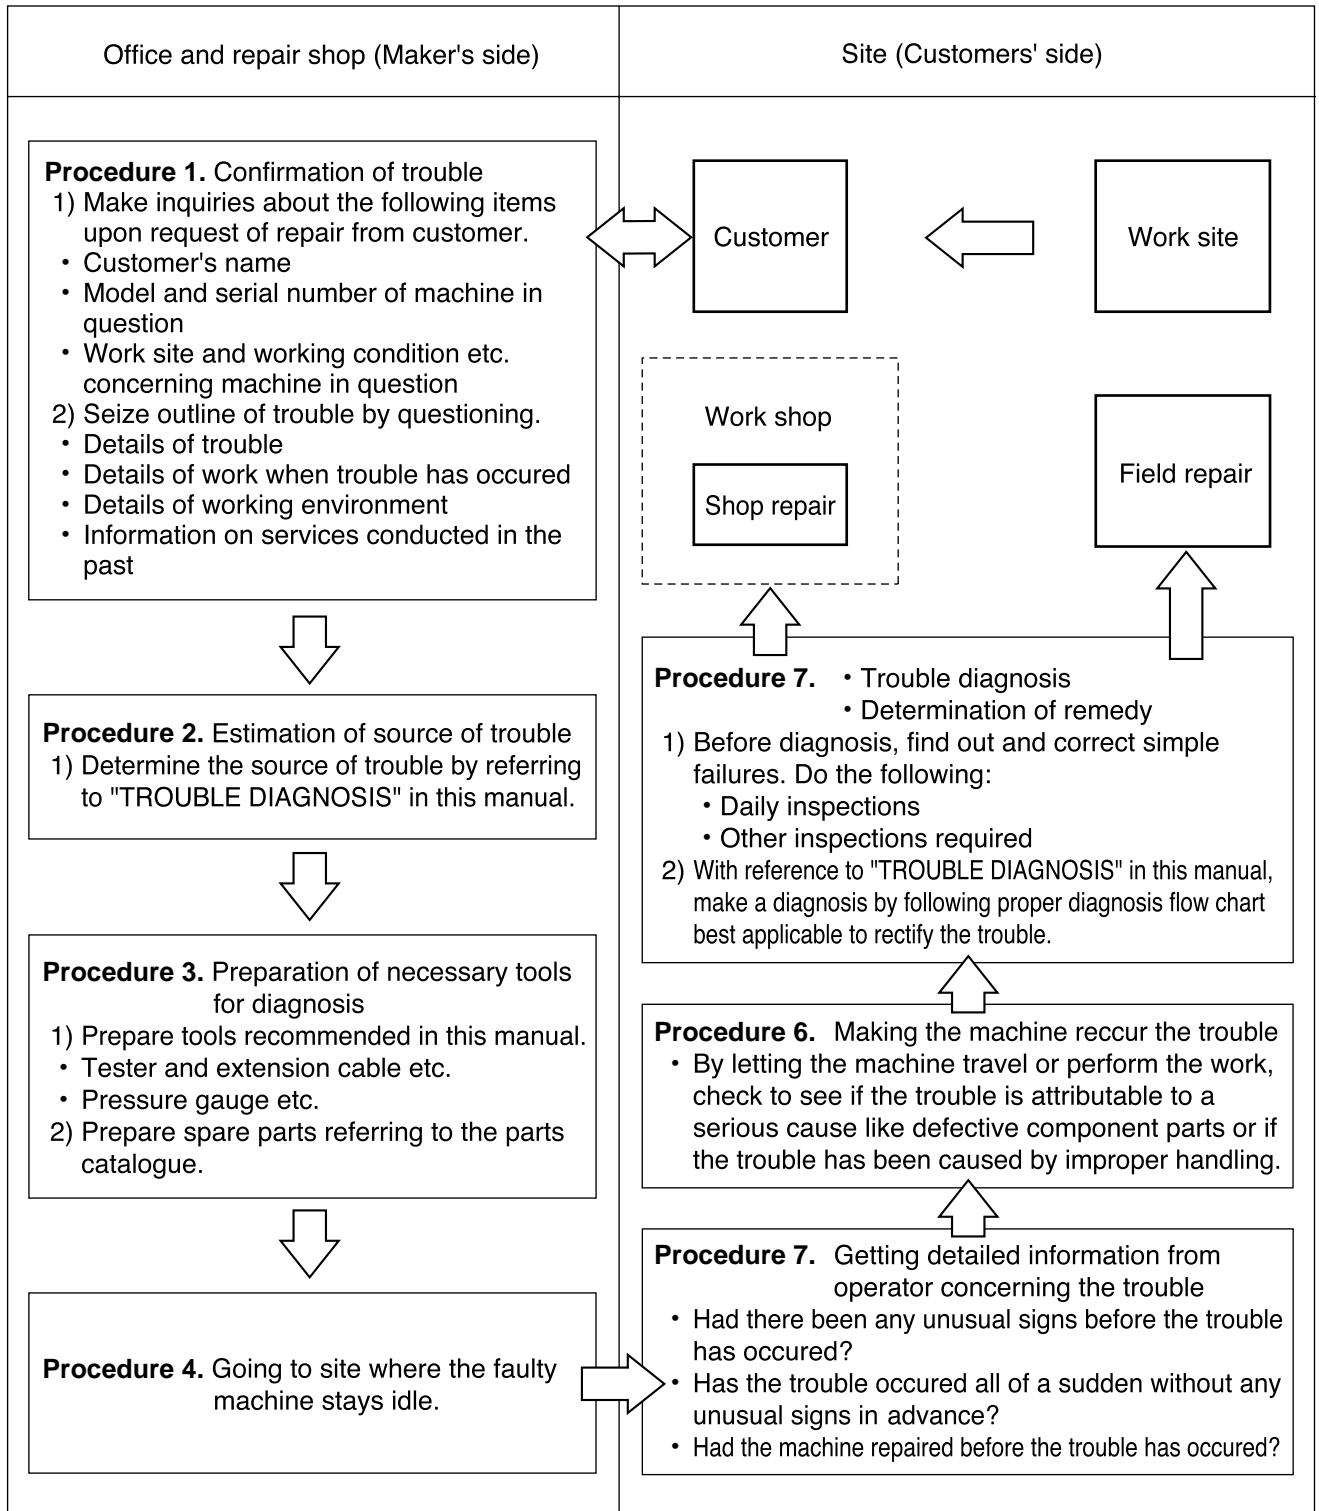 Office and repair shop (Maker's side)
Site (Customers' side)
Procedure 1. Confirmation of trouble
1) Make inquiries about the following items
upon request of repair from customer.
• Customer's name
• Model and serial number of machine in
question
• Work site and working condition etc.
concerning machine in question
2) Seize outline of trouble by questioning.
• Details of trouble
• Details of work when trouble has occured
• Details of working environment
• Information on services conducted in the
past
Procedure 2. Estimation of source of trouble
1) Determine the source of trouble by referring
to "TROUBLE DIAGNOSIS" in this manual.
Procedure 3. Preparation of necessary tools
for diagnosis
1) Prepare tools recommended in this manual.
• Tester and extension cable etc.
• Pressure gauge etc.
2) Prepare spare parts referring to the parts
catalogue.
Procedure 4. Going to site where the faulty
machine stays idle.
Customer
Work site
Work shop
Shop repair
Field repair
Procedure 7. • Trouble diagnosis
• Determination of remedy
1) Before diagnosis, find out and correct simple
failures. Do the following:
• Daily inspections
• Other inspections required
2) With reference to "TROUBLE DIAGNOSIS" in this manual,
make a diagnosis by following proper diagnosis flow chart
best applicable to rectify the trouble.
Procedure 6. Making the machine reccur the trouble
• By letting the machine travel or perform the work,
check to see if the trouble is attributable to a
serious cause like defective component parts or if
the trouble has been caused by improper handling.
Procedure 7. Getting detailed information from
operator concerning the trouble
• Had there been any unusual signs before the trouble
has occured?
• Has the trouble occured all of a sudden without any
unusual signs in advance?
• Had the machine repaired before the trouble has occured?